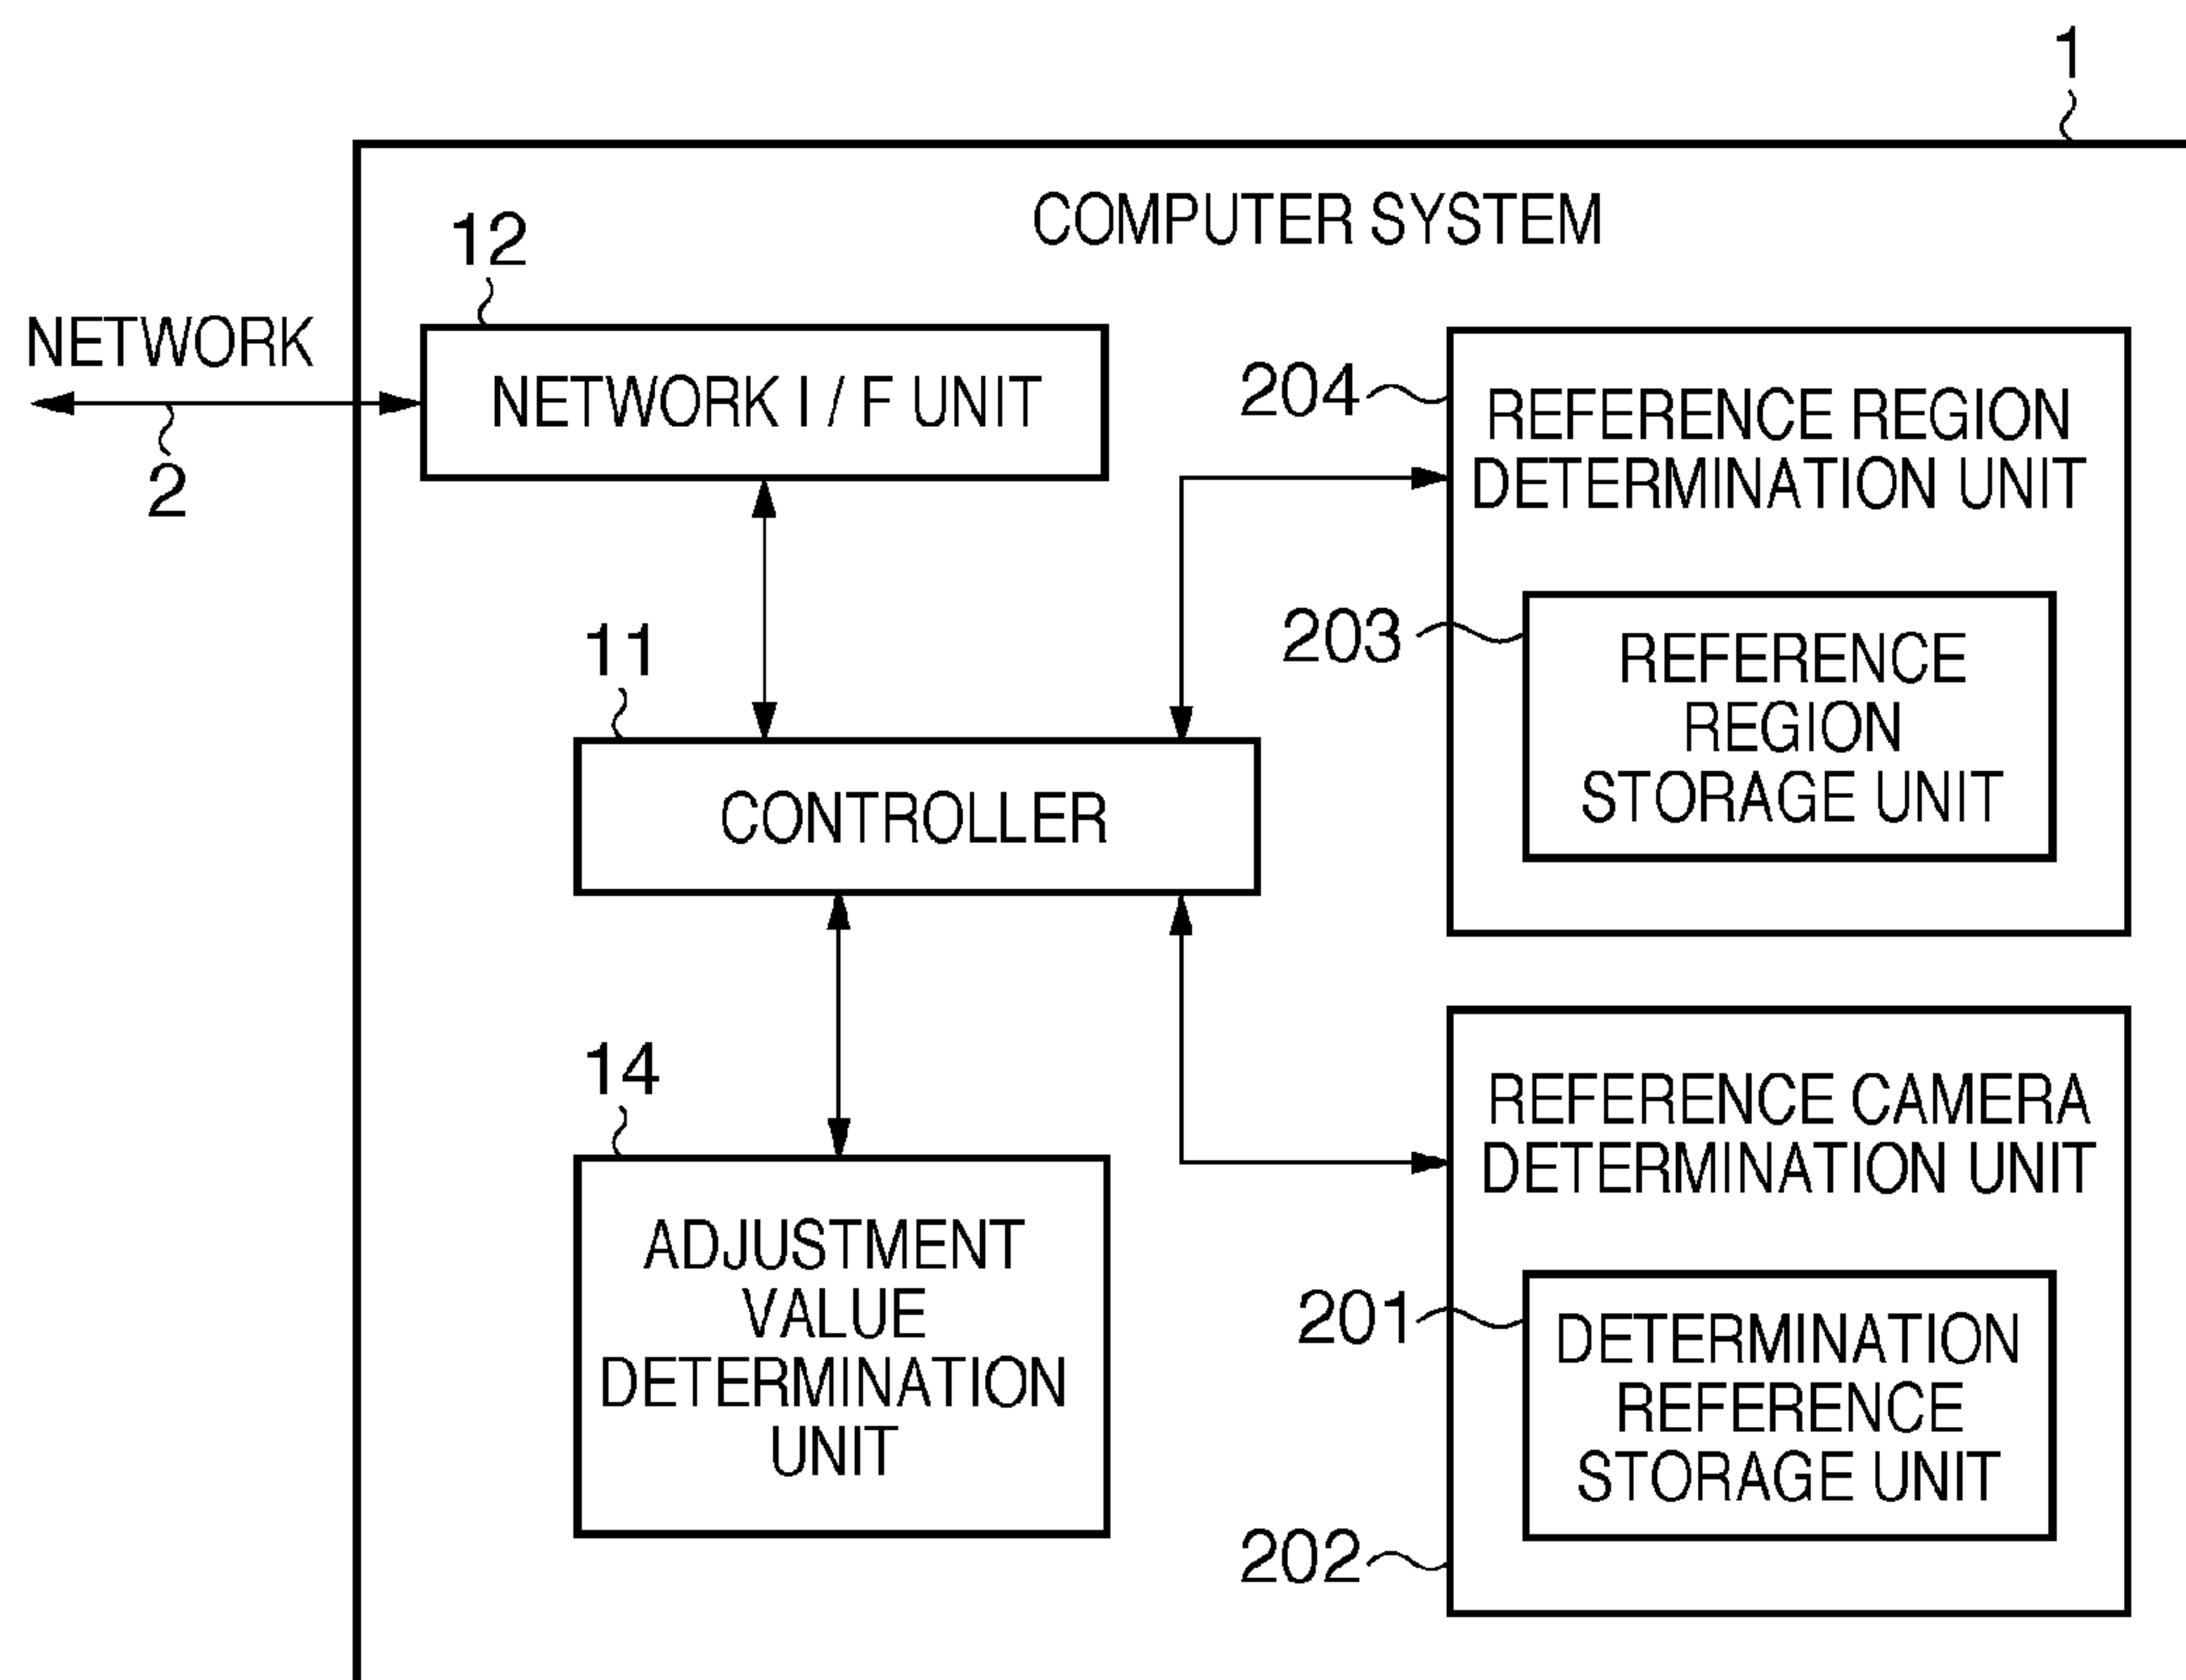 1
COMPUTER SYSTEM
12
NETWORK
NETWORK I / F UNIT
2
204
REFERENCE REGION
DETERMINATION UNIT
203
REFERENCE
REGION
STORAGE UNIT
11
CONTROLLER
14
ADJUSTMENT
VALUE
DETERMINATION
UNIT
REFERENCE CAMERA
DETERMINATION UNIT
201
DETERMINATION
REFERENCE
STORAGE UNIT
202